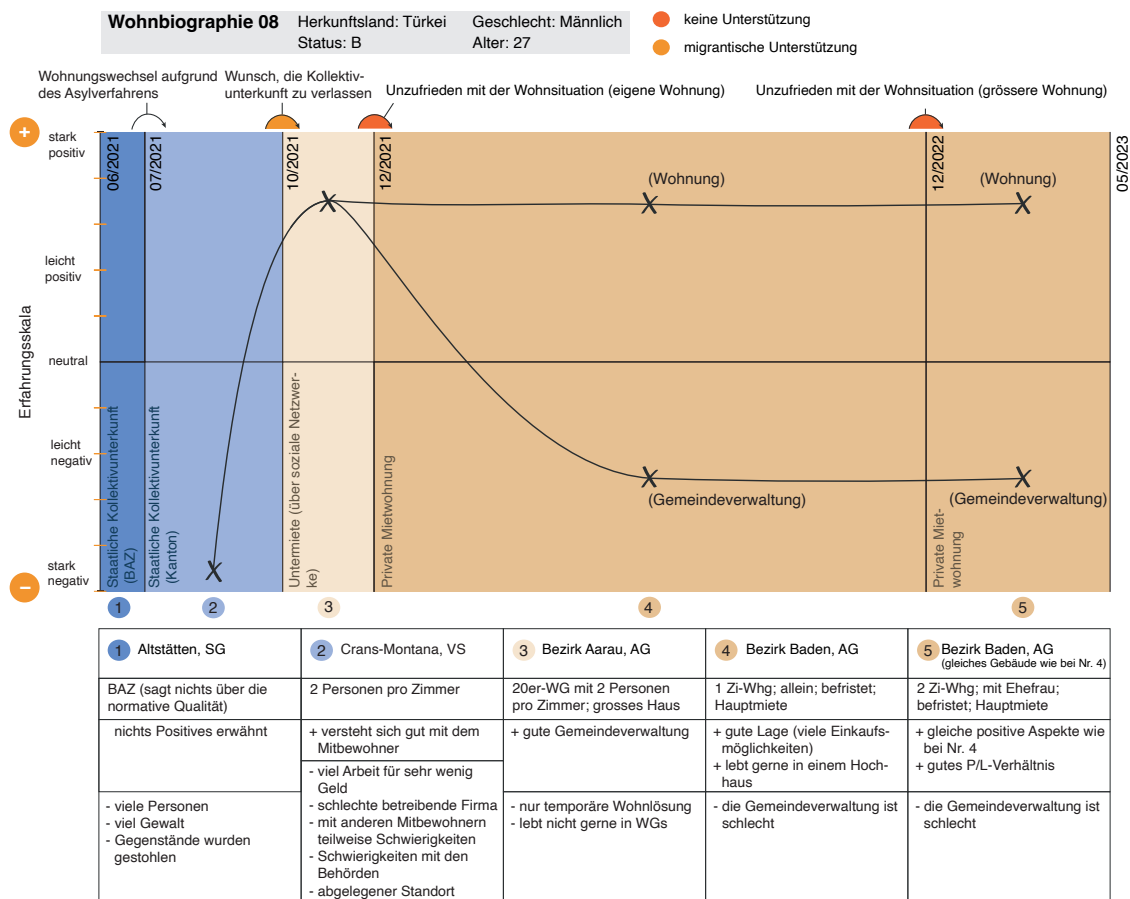 Wohnbiographie 08
Herkunftsland: Türkei
Geschlecht: Männlich
Status: B
Alter: 27
keine Unterstützung
migrantische Unterstützung
Wohnungswechsel aufgrund
des Asylverfahrens
Wunsch, die Kollektiv-
unterkunft zu verlassen
Unzufrieden mit der Wohnsituation (eigene Wohnung)
Unzufrieden mit der Wohnsituation (grössere Wohnung)
+
stark
positiv
leicht
positiv
neutral
leicht
negativ
stark
negativ
−
Erfahrungsskala
06/2021
07/2021
10/2021
12/2021
12/2022
05/2023
(Wohnung)
(Wohnung)
(Gemeindeverwaltung)
(Gemeindeverwaltung)
Staatliche Kollektivunterkunft
(BAZ)
Staatliche Kollektivunterkunft
(Kanton)
Untermiete (über soziale Netzwer-
ke)
Private Mietwohnung
Private Miet-
wohnung
1
2
3
4
5
1 Altstätten, SG
BAZ (sagt nichts über die
normative Qualität)
nichts Positives erwähnt
- viele Personen
- viel Gewalt
- Gegenstände wurden
gestohlen
2 Crans-Montana, VS
2 Personen pro Zimmer
+ versteht sich gut mit dem
Mitbewohner
- viel Arbeit für sehr wenig
Geld
- schlechte betreibende Firma
- mit anderen Mitbewohnern
teilweise Schwierigkeiten
- Schwierigkeiten mit den
Behörden
- abgelegener Standort
3 Bezirk Aarau, AG
20er-WG mit 2 Personen
pro Zimmer; grosses Haus
+ gute Gemeindeverwaltung
- nur temporäre Wohnlösung
- lebt nicht gerne in WGs
4 Bezirk Baden, AG
1 Zi-Whg; allein; befristet;
Hauptmiete
+ gute Lage (viele Einkaufs-
möglichkeiten)
+ lebt gerne in einem Hoch-
haus
- die Gemeindeverwaltung ist
schlecht
5 Bezirk Baden, AG
(gleiches Gebäude wie bei Nr. 4)
2 Zi-Whg; mit Ehefrau;
befristet; Hauptmiete
+ gleiche positive Aspekte wie
bei Nr. 4
+ gutes P/L-Verhältnis
- die Gemeindeverwaltung ist
schlecht